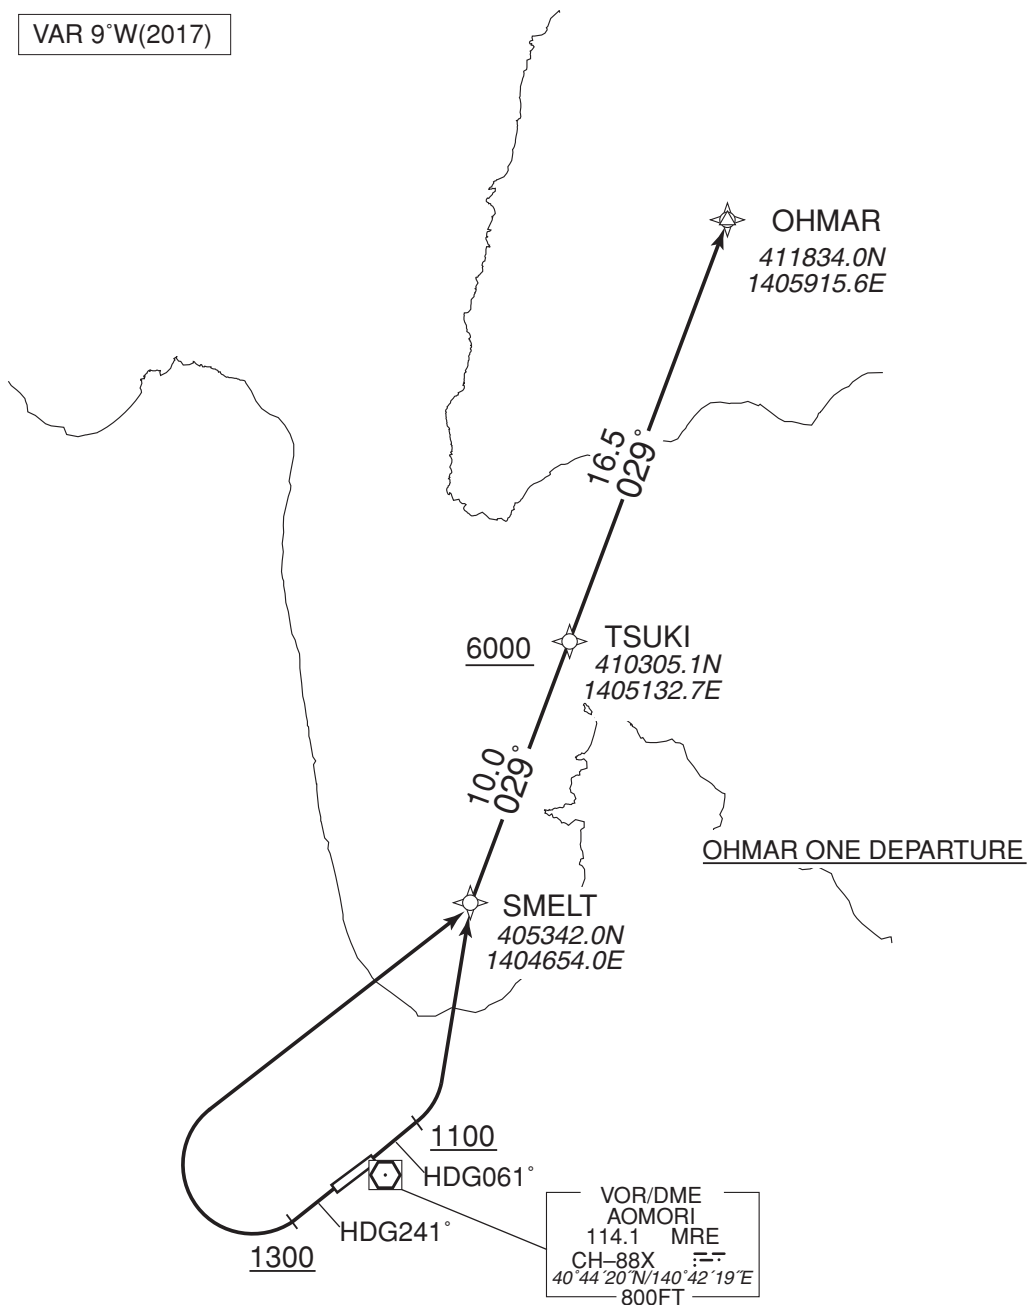 VAR 9°W(2017)
OHMAR
411834.0N
1405915.6E
16.5
029°
6000
TSUKI
410305.1N
1405132.7E
10.0
029°
OHMAR ONE DEPARTURE
SMELT
405342.0N
1404654.0E
1100
HDG061°
HDG241°
1300
VOR/DME
AOMORI
114.1 MRE
CH–88X
40°44´20˝N/140°42´19˝E
800FT